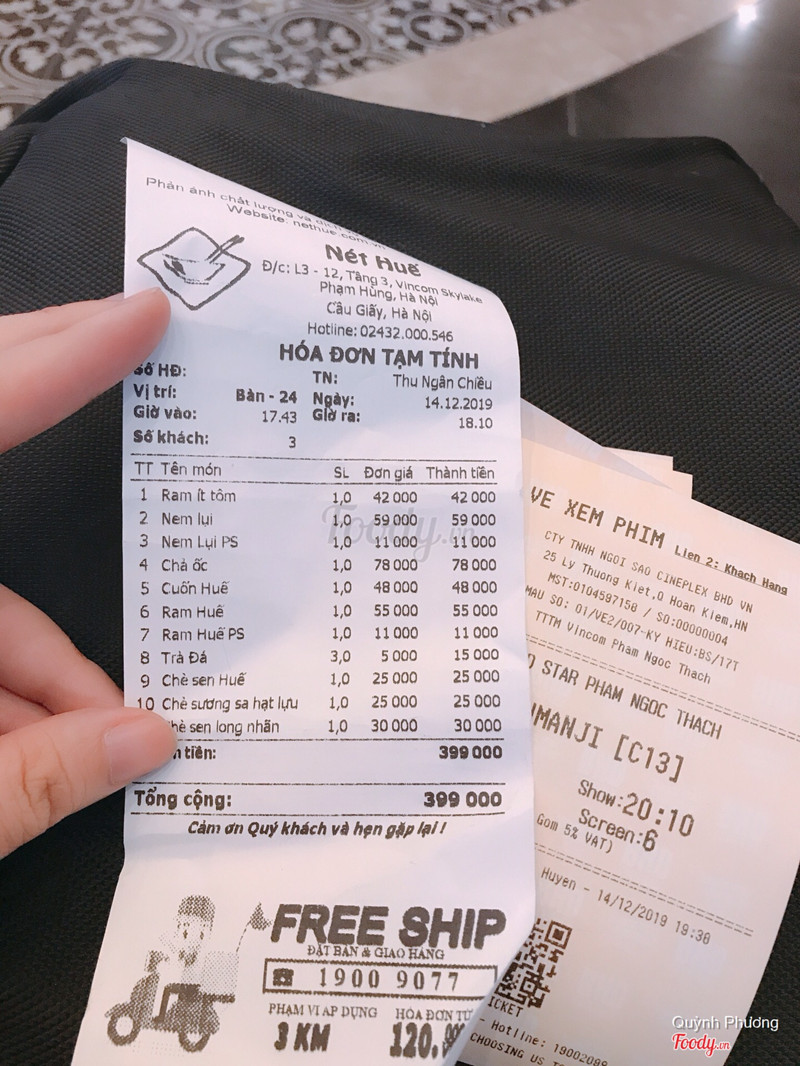 Phản ánh chất lượng và dịch
Website: nethue.com.vn
Nét Huế
Đ/c: L3 - 12, Tầng 3, Vincom Skylake
Phạm Hùng, Hà Nội
Cầu Giấy, Hà Nội
Hotline: 02432.000.546
HÓA ĐƠN TẠM TÍNH
Số HĐ:
TN: Thu Ngân Chiều
Vị trí: Bàn - 24
Ngày: 14.12.2019
Giờ vào: 17.43
Giờ ra: 18.10
Số khách: 3
TT Tên món SL Đơn giá Thành tiền
1 Ram ít tôm 1,0 42 000 42 000
2 Nem lụi 1,0 59 000 59 000
3 Nem Lụi PS 1,0 11 000 11 000
4 Chả ốc 1,0 78 000 78 000
5 Cuốn Huế 1,0 48 000 48 000
6 Ram Huế 1,0 55 000 55 000
7 Ram Huế PS 1,0 11 000 11 000
8 Trà Đá 3,0 5 000 15 000
9 Chè sen Huế 1,0 25 000 25 000
10 Chè sương sa hạt lựu 1,0 25 000 25 000
hè sen long nhãn 1,0 30 000 30 000
tiền: 399 000
Tổng cộng: 399 000
Cảm ơn Quý khách và hẹn gặp lại !
FREE SHIP
ĐẶT BÀN & GIAO HÀNG
☎ 1900 9077
PHẠM VI ÁP DỤNG HÓA ĐƠN TỪ
3 KM 120.000
VE XEM PHIM Lien 2: Khach Hang
CTY TNHH NGOI SAO CINEPLEX BHD VN
25 Ly Thuong Kiet,Q Hoan Kiem,HN
MST:0104597158 / SO:00000004
MAU SO: 01/VE2/007-KY HIEU:BS/17T
TTTM Vincom Pham Ngoc Thach
STAR PHAM NGOC THACH
UMANJI [C13]
Show:20:10
Screen:6
Gom 5% VAT)
Huyen - 14/12/2019 19:36
TICKET
- Hotline: 19002099
CHOOSING US
Foody.vn
Quỳnh Phương
Foody.vn